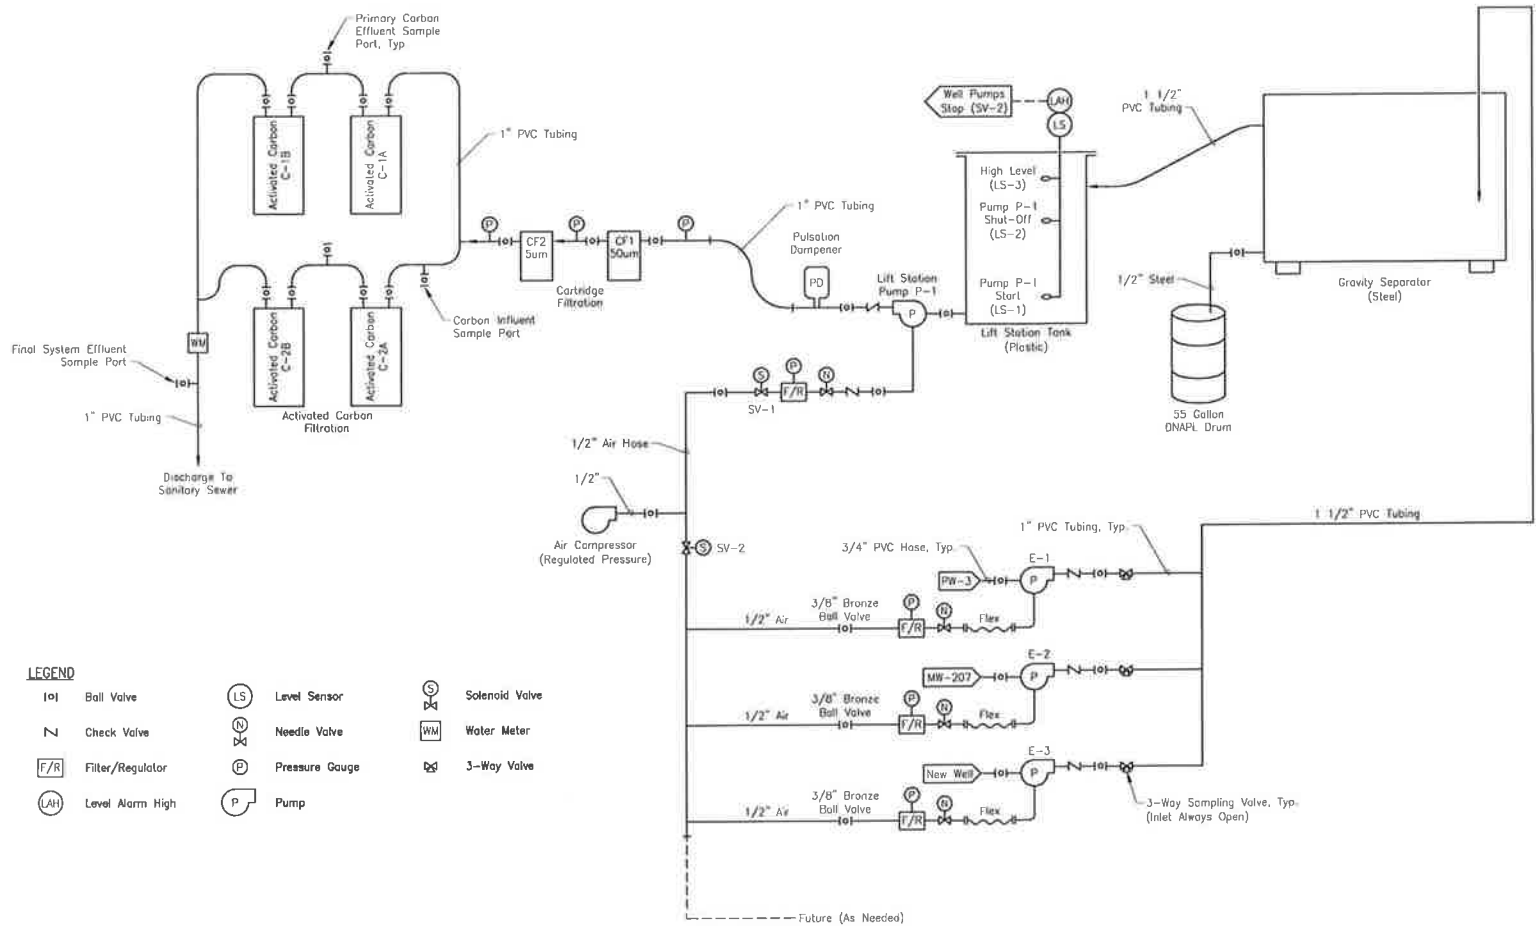 Primary Carbon
Effluent Sample
Port, Typ
Activated Carbon
C-1B
Activated Carbon
C-1A
1" PVC Tubing
Well Pumps
Stop (SV-2)
LAH
LS
1 1/2"
PVC Tubing
High Level
(LS-3)
Pump P-1
Shut-Off
(LS-2)
Pump P-1
Start
(LS-1)
Lift Station Tank
(Plastic)
Gravity Separator
(Steel)
1/2" Steel
55 Gallon
DNAPL Drum
1" PVC Tubing
Pulsation
Dampener
PD
Lift Station
Pump P-1
P
P
P
P
CF2
5um
CF1
50um
Cartridge
Filtration
Carbon Influent
Sample Port
Activated Carbon
C-2B
Activated Carbon
C-2A
Activated Carbon
Filtration
WM
Final System Effluent
Sample Port
1" PVC Tubing
Discharge To
Sanitary Sewer
S
SV-1
P
F/R
N
1/2" Air Hose
1/2"
Air Compressor
(Regulated Pressure)
S
SV-2
1 1/2" PVC Tubing
1" PVC Tubing, Typ.
3/4" PVC Hose, Typ.
E-1
P
PW-3
3/8" Bronze
Ball Valve
1/2" Air
P
F/R
N
Flex
E-2
P
MW-207
3/8" Bronze
Ball Valve
1/2" Air
P
F/R
N
Flex
E-3
P
New Well
3/8" Bronze
Ball Valve
1/2" Air
P
F/R
N
Flex
3-Way Sampling Valve, Typ.
(Inlet Always Open)
Future (As Needed)
LEGEND
Ball Valve
LS
Level Sensor
S
Solenoid Valve
Check Valve
N
Needle Valve
WM
Water Meter
F/R
Filter/Regulator
P
Pressure Gauge
3-Way Valve
LAH
Level Alarm High
P
Pump